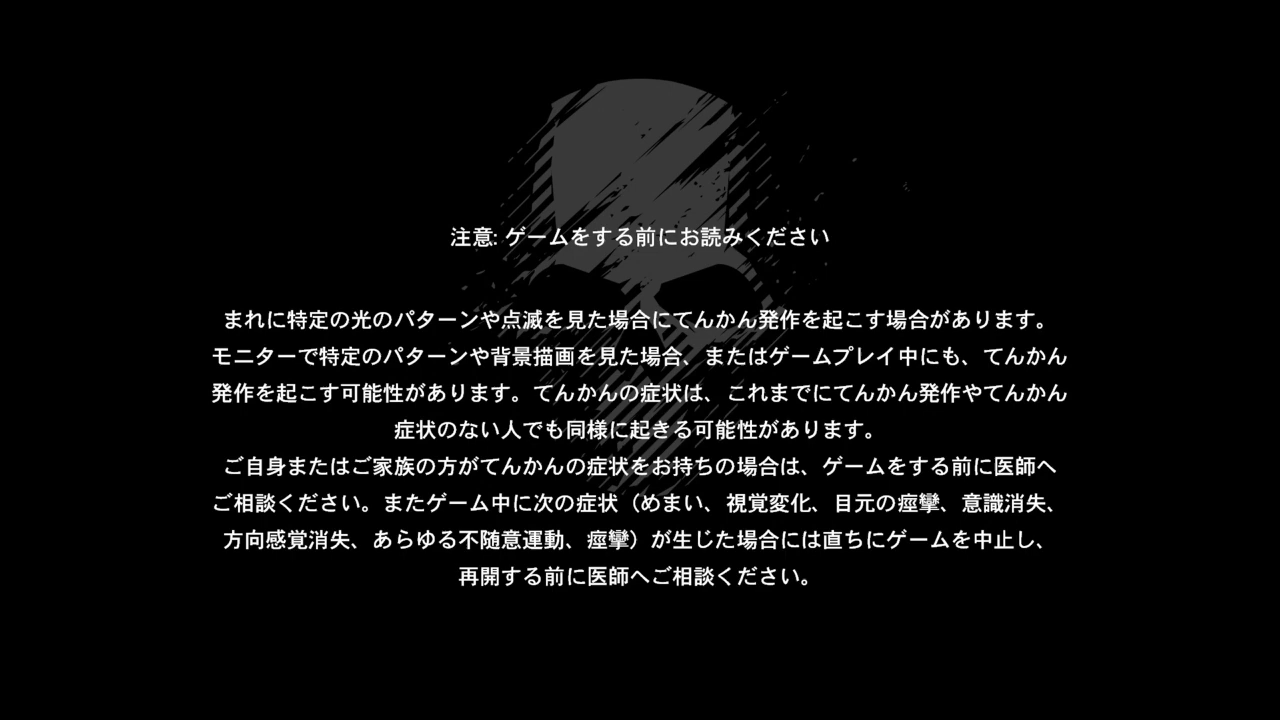 注意: ゲームをする前にお読みください
まれに特定の光のパターンや点滅を見た場合にてんかん発作を起こす場合があります。
モニターで特定のパターンや背景描画を見た場合、またはゲームプレイ中にも、てんかん
発作を起こす可能性があります。てんかんの症状は、これまでにてんかん発作やてんかん
症状のない人でも同様に起きる可能性があります。
ご自身またはご家族の方がてんかんの症状をお持ちの場合は、ゲームをする前に医師へ
ご相談ください。またゲーム中に次の症状（めまい、視覚変化、目元の痙攣、意識消失、
方向感覚消失、あらゆる不随意運動、痙攣）が生じた場合には直ちにゲームを中止し、
再開する前に医師へご相談ください。